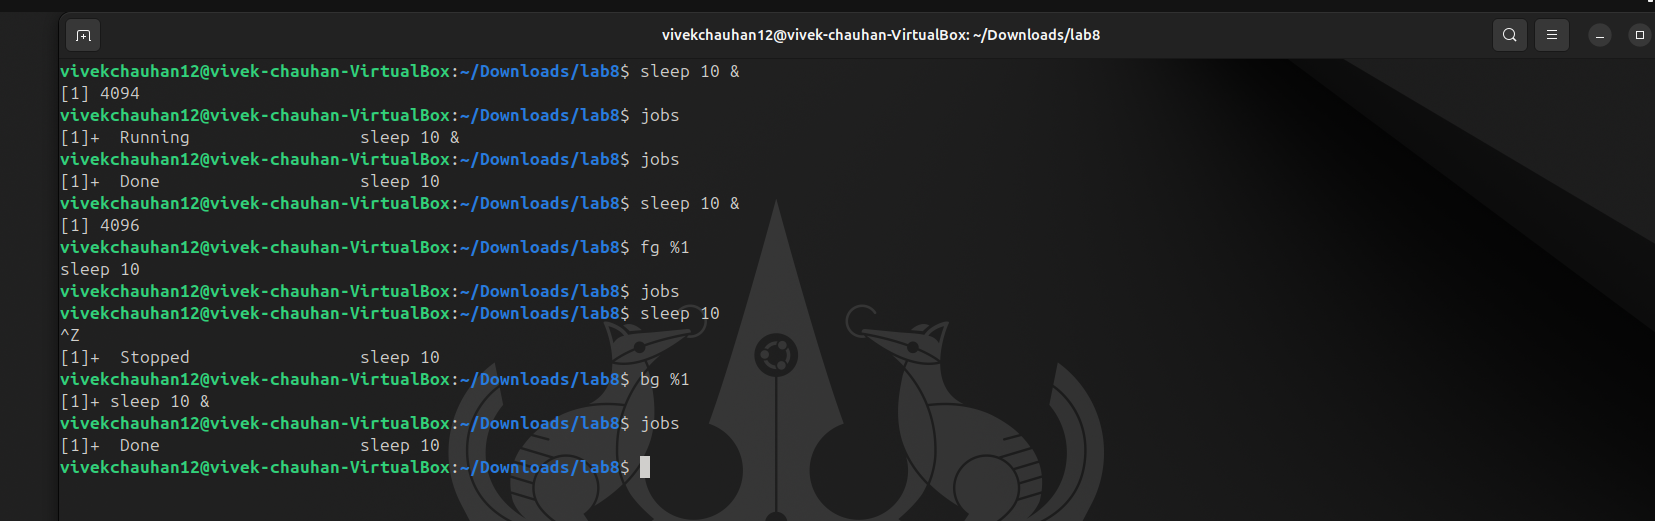 vivekchauhan12@vivek-chauhan-VirtualBox: ~/Downloads/lab8
vivekchauhan12@vivek-chauhan-VirtualBox:~/Downloads/lab8$ sleep 10 &
[1] 4094
vivekchauhan12@vivek-chauhan-VirtualBox:~/Downloads/lab8$ jobs
[1]+  Running                 sleep 10 &
vivekchauhan12@vivek-chauhan-VirtualBox:~/Downloads/lab8$ jobs
[1]+  Done                    sleep 10
vivekchauhan12@vivek-chauhan-VirtualBox:~/Downloads/lab8$ sleep 10 &
[1] 4096
vivekchauhan12@vivek-chauhan-VirtualBox:~/Downloads/lab8$ fg %1
sleep 10
vivekchauhan12@vivek-chauhan-VirtualBox:~/Downloads/lab8$ jobs
vivekchauhan12@vivek-chauhan-VirtualBox:~/Downloads/lab8$ sleep 10
^Z
[1]+  Stopped                 sleep 10
vivekchauhan12@vivek-chauhan-VirtualBox:~/Downloads/lab8$ bg %1
[1]+ sleep 10 &
vivekchauhan12@vivek-chauhan-VirtualBox:~/Downloads/lab8$ jobs
[1]+  Done                    sleep 10
vivekchauhan12@vivek-chauhan-VirtualBox:~/Downloads/lab8$